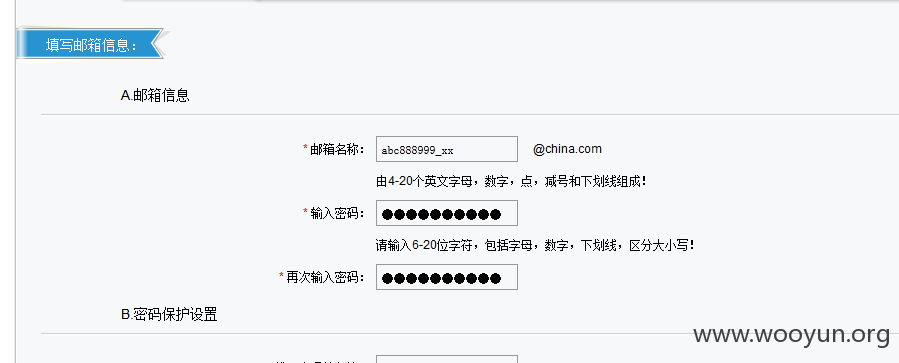 填写邮箱信息：
A.邮箱信息
*邮箱名称： abc888999_xx @china.com
由4-20个英文字母，数字，点，减号和下划线组成！
*输入密码： ●●●●●●●●●●
请输入6-20位字符，包括字母，数字，下划线，区分大小写！
*再次输入密码： ●●●●●●●●●●
B.密码保护设置
www.wooyun.org